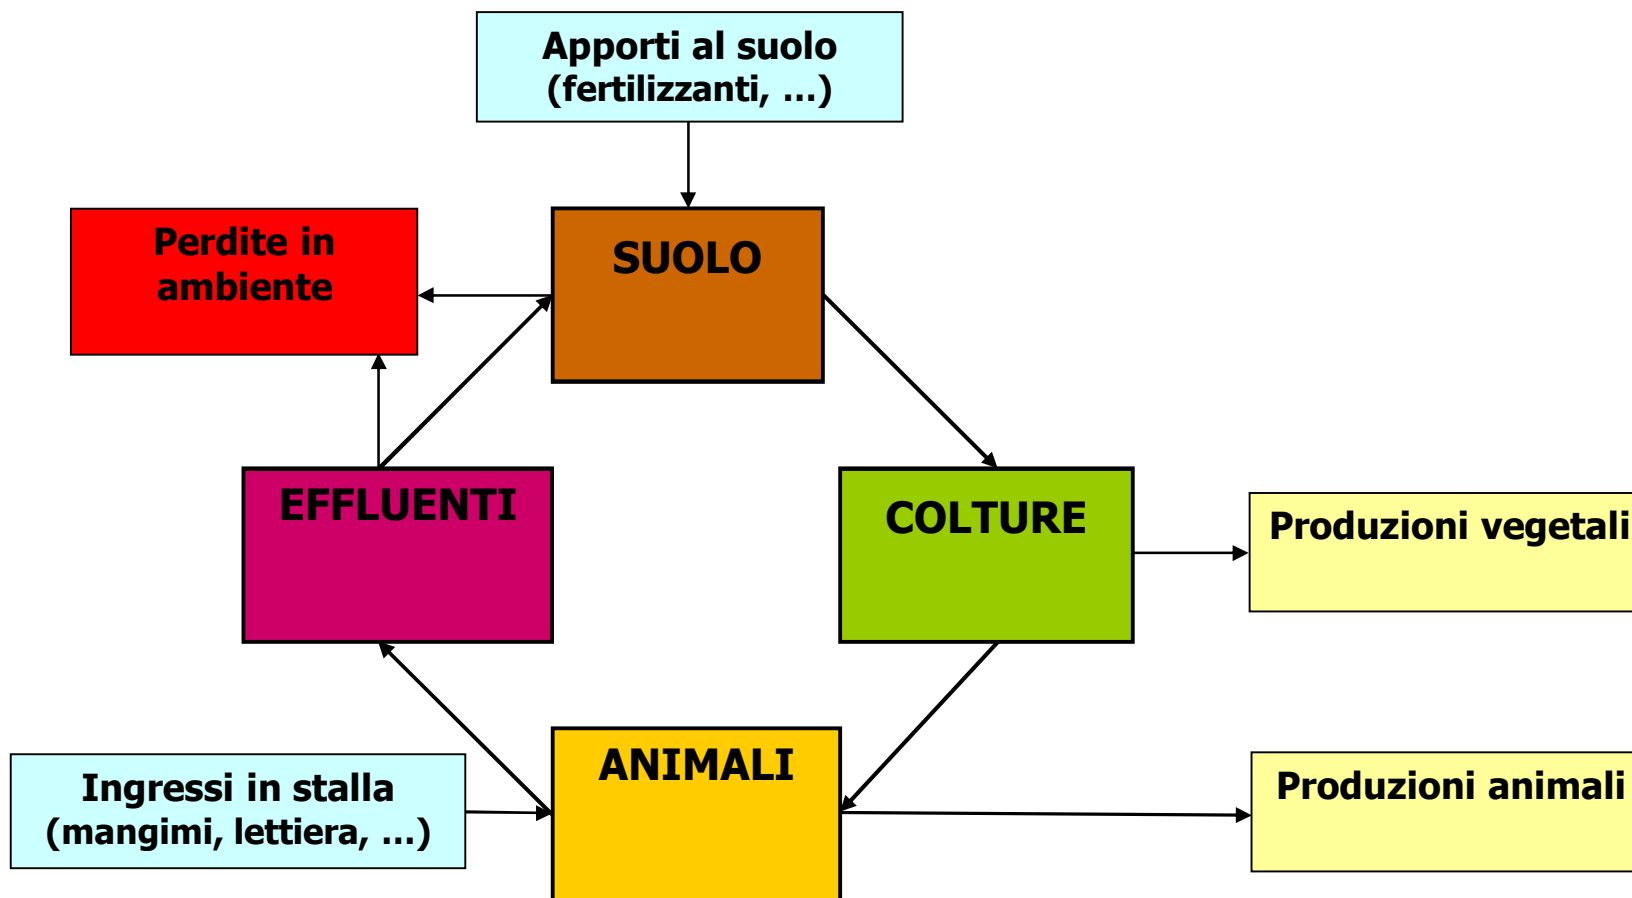 Apporti al suolo
(fertilizzanti, ...)
Perdite in
ambiente
SUOLO
EFFLUENTI
COLTURE
Produzioni vegetali
ANIMALI
Ingressi in stalla
(mangimi, lettiera, ...)
Produzioni animali